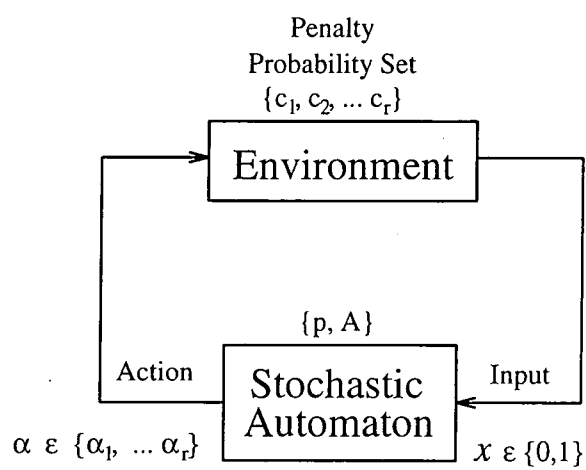 Penalty
Probability Set
{c₁, c₂, ... cᵣ}
Environment
{p, A}
Action
Stochastic
Automaton
Input
α ε {α₁, ... αᵣ}
x ε {0,1}